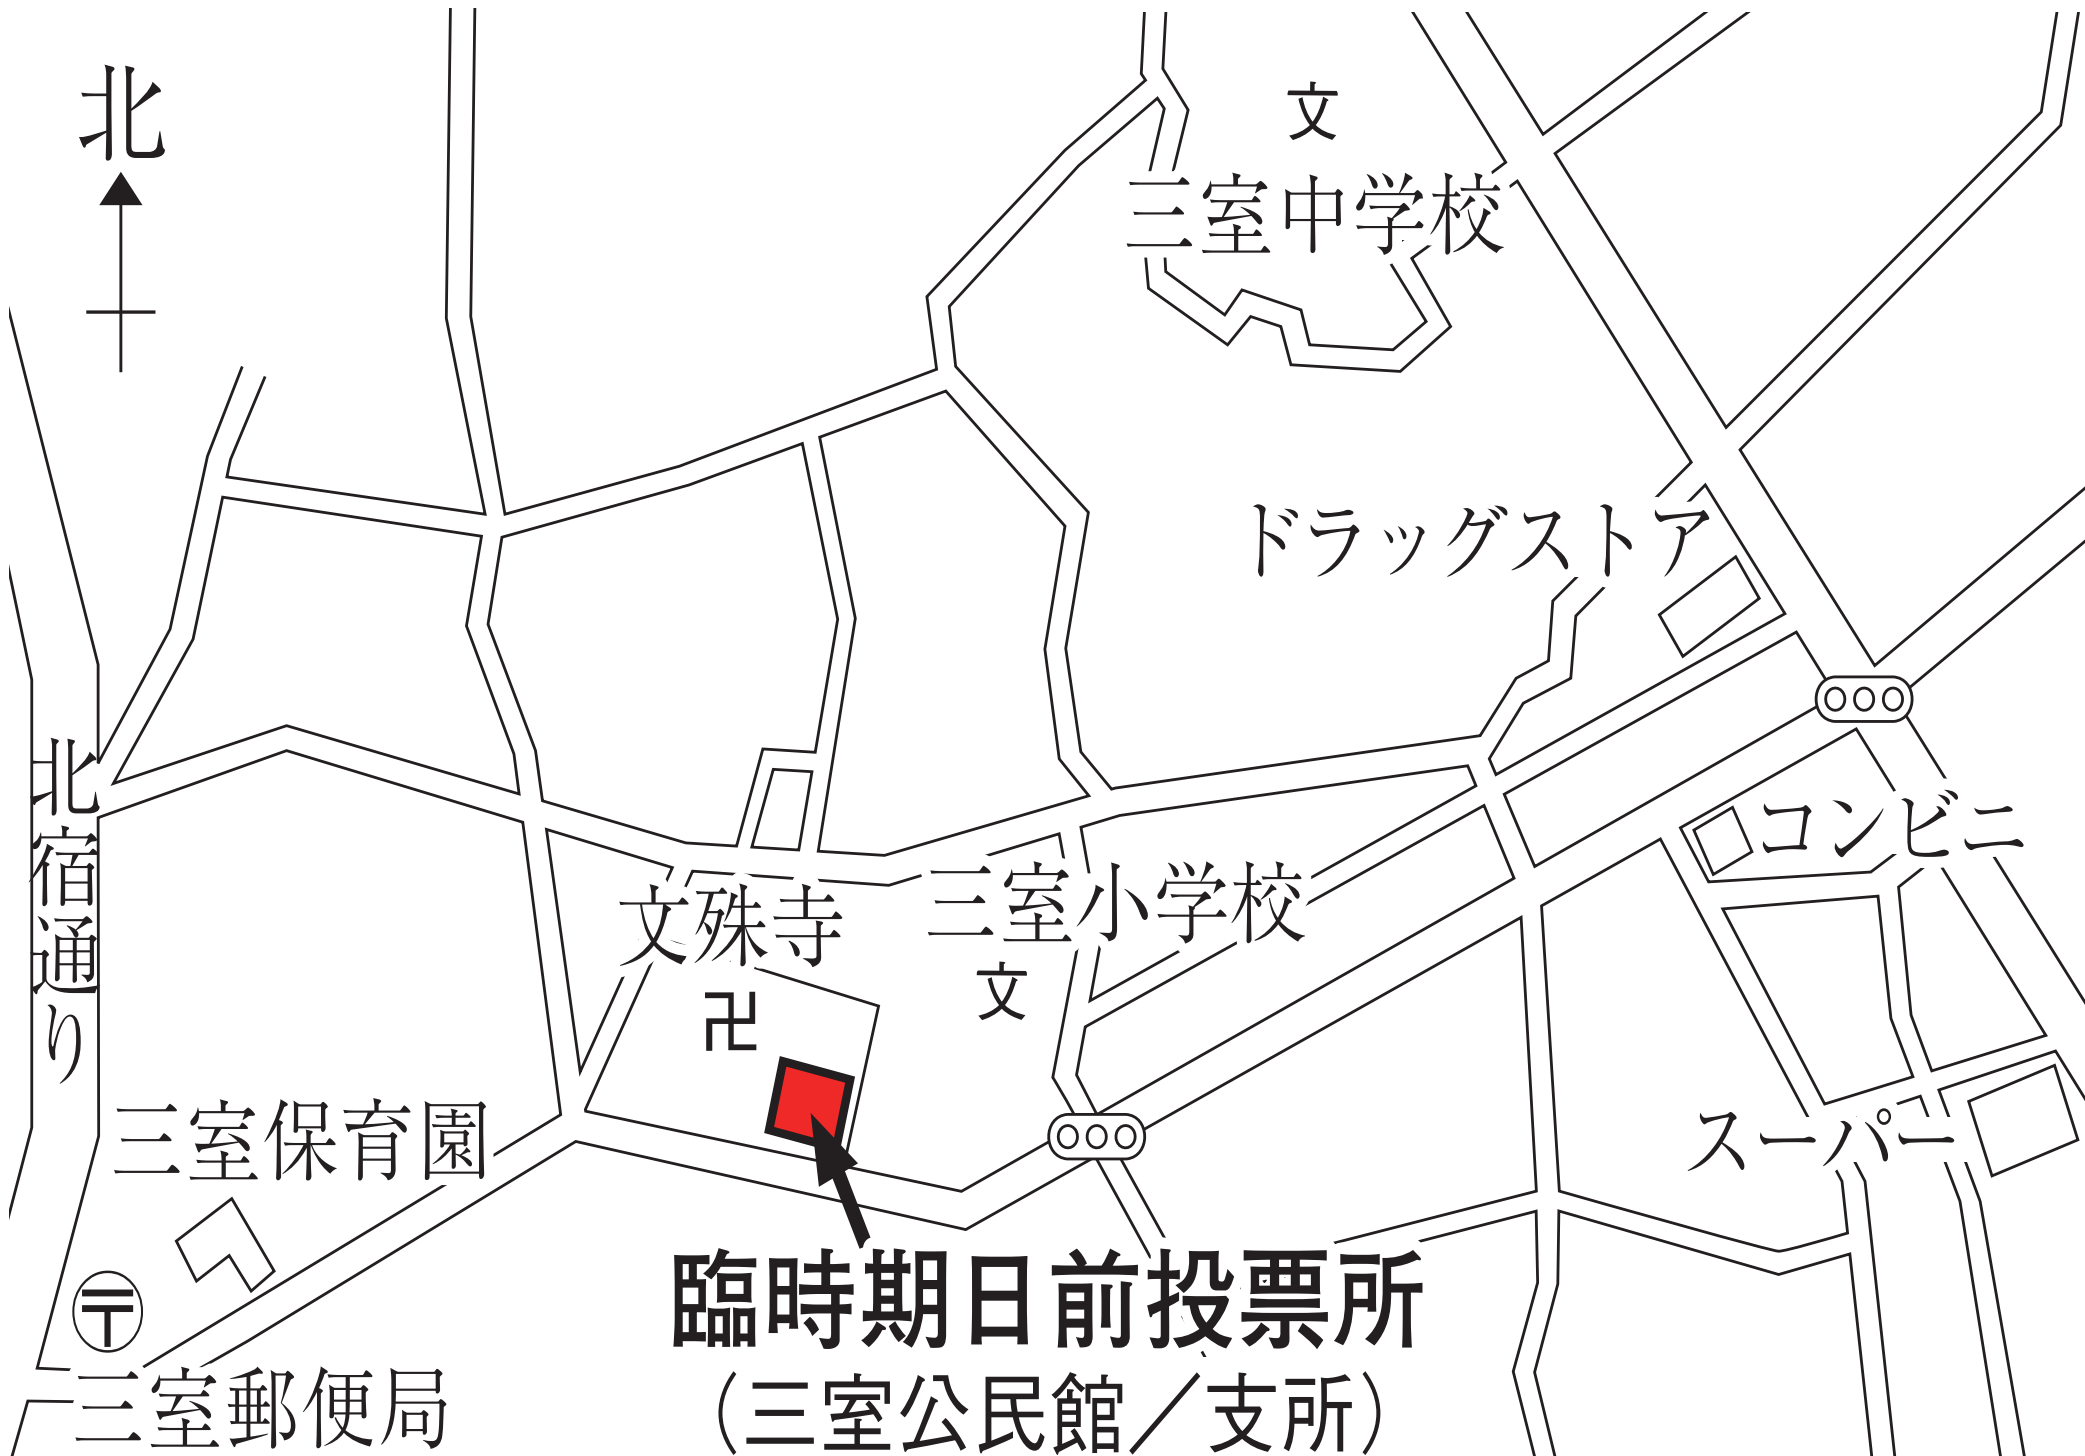 北
文
三室中学校
ドラッグストア
コンビニ
北宿通り
文殊寺
卍
三室小学校
文
三室保育園
スーパー
〒
三室郵便局
臨時期日前投票所
（三室公民館／支所）